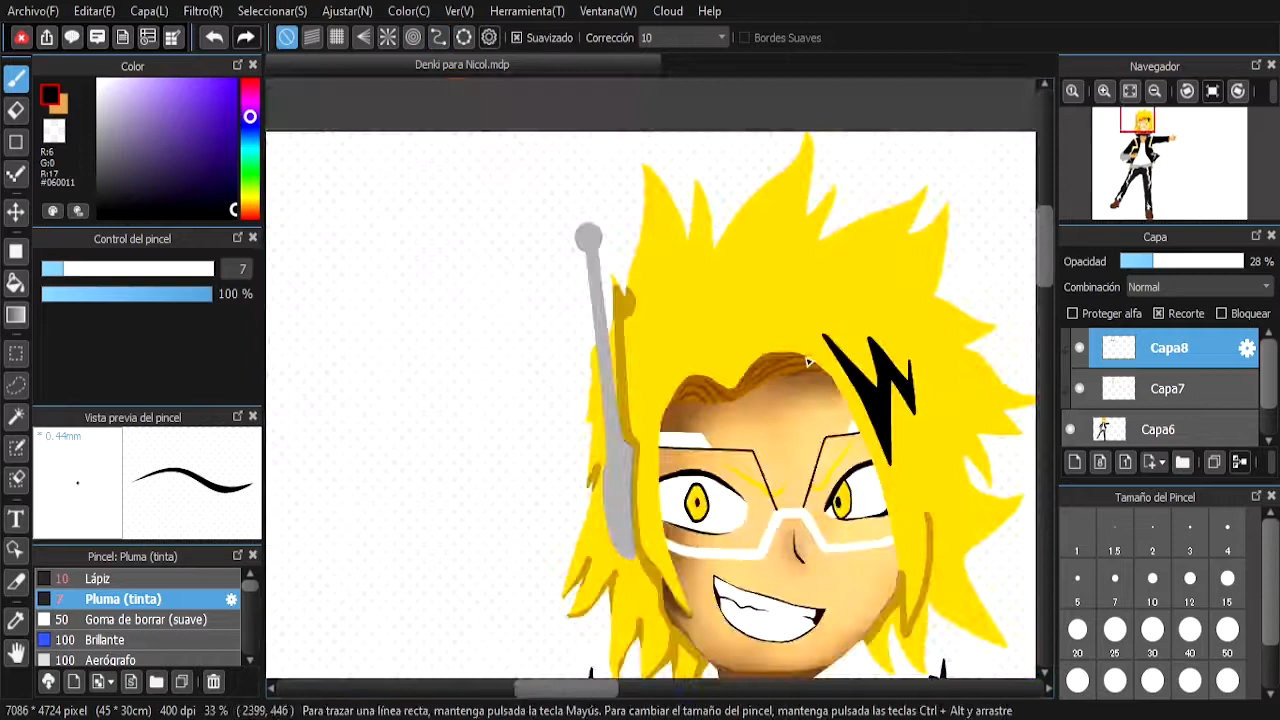 Archivo(F) Editar(E) Capa(L) Filtro(R) Seleccionar(S) Ajustar(N) Color(C) Ver(V) Herramienta(T) Ventana(W) Cloud Help
Suavizado Corrección 10 Bordes Suaves
Color
Denki para Nicol.mdp
Navegador
R:6
G:0
B:17
#060011
Control del pincel
7
100 %
Capa
Opacidad 28 %
Combinación Normal
Proteger alfa Recorte Bloquear
Capa8
Capa7
Capa6
Vista previa del pincel
* 0.44mm
Tamaño del Pincel
1 1.5 2 3 4
5 7 10 12 15
20 25 30 40 50
Pincel: Pluma (tinta)
10 Lápiz
7 Pluma (tinta)
50 Goma de borrar (suave)
100 Brillante
100 Aerógrafo
7086 * 4724 pixel (45 * 30cm) 400 dpi 33 % ( 2399, 446 ) Para trazar una línea recta, mantenga pulsada la tecla Mayús. Para cambiar el tamaño del pincel, mantenga pulsadas las teclas Ctrl + Alt y arrastre